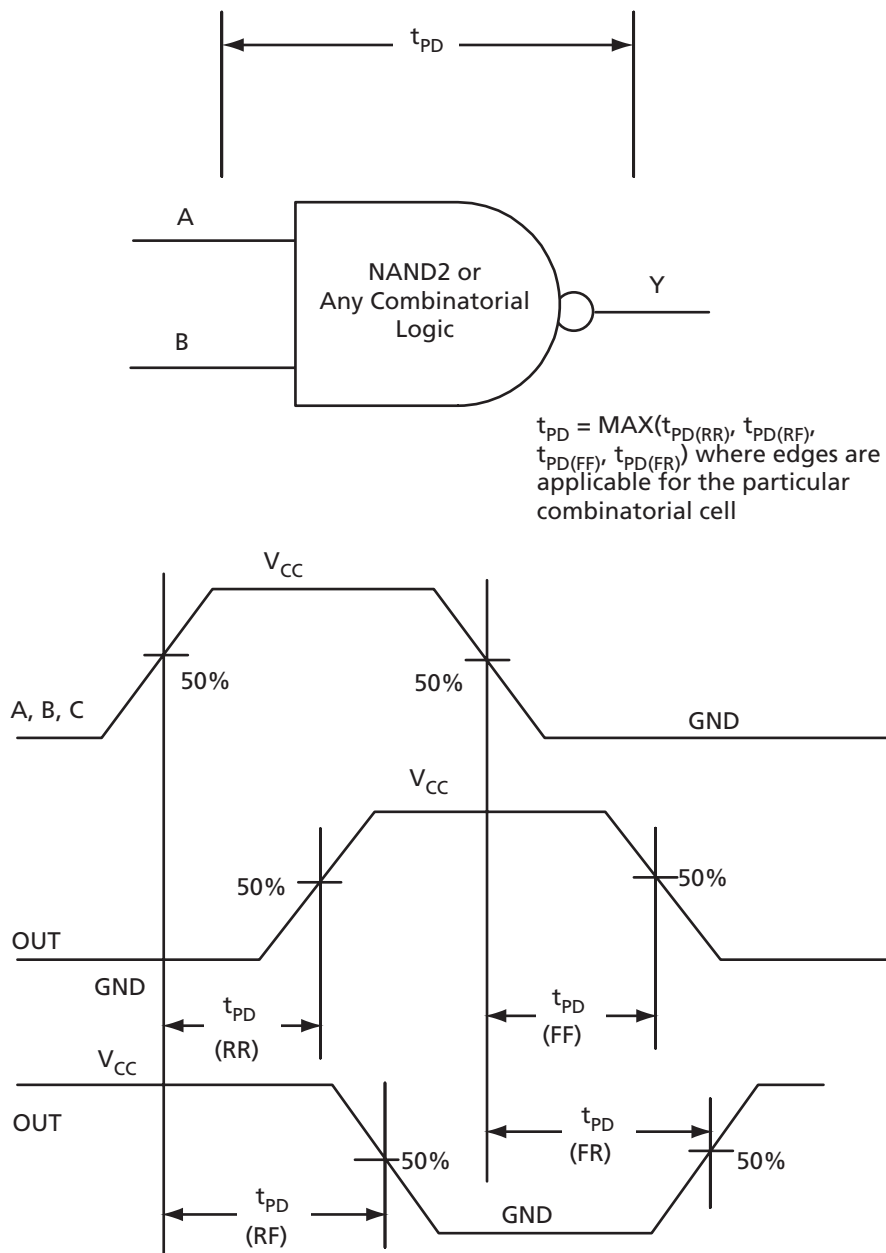 tPD
A
NAND2 or
Any Combinatorial
Logic
Y
B
tPD = MAX(tPD(RR), tPD(RF),
tPD(FF), tPD(FR)) where edges are
applicable for the particular
combinatorial cell
VCC
50%
50%
A, B, C
GND
VCC
50%
50%
OUT
GND
tPD
(RR)
tPD
(FF)
VCC
OUT
tPD
(FR)
50%
50%
tPD
(RF)
GND